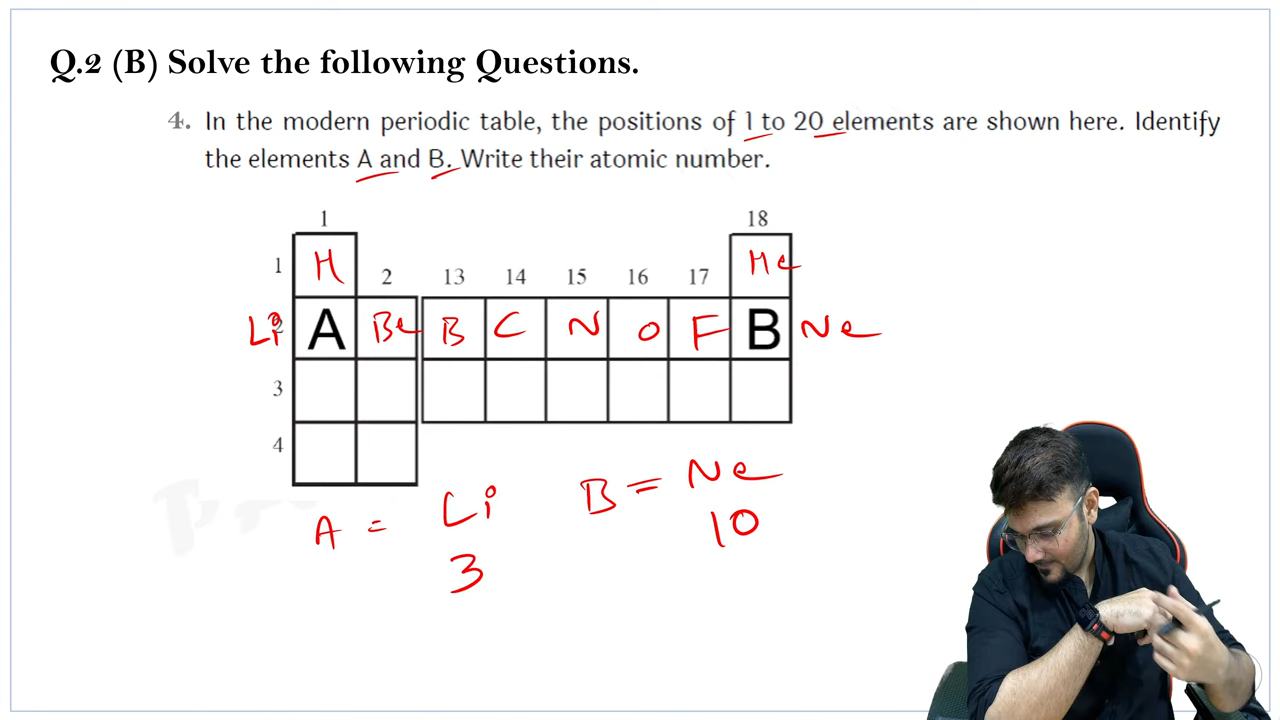 Q.2 (B) Solve the following Questions.
4. In the modern periodic table, the positions of 1 to 20 elements are shown here. Identify
the elements A and B. Write their atomic number.
1 18
1 H 2 13 14 15 16 17 He
Li A Be B C N O F B Ne
3
4
A = Li B = Ne
3 10